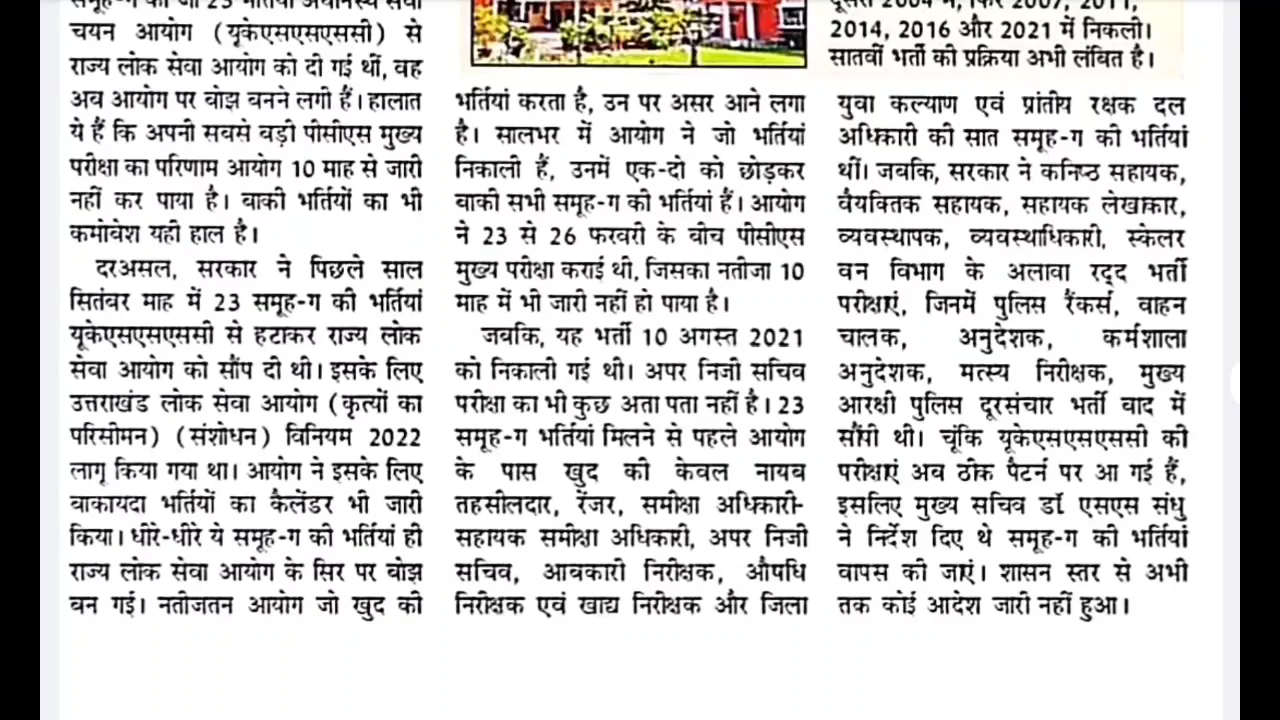 समूह-ग की जो 23 भर्तियां अधीनस्थ सेवा
चयन आयोग (यूकेएसएसएससी) से
राज्य लोक सेवा आयोग को दी गई थीं, वह
अब आयोग पर बोझ बनने लगी हैं। हालात
ये हैं कि अपनी सबसे बड़ी पीसीएस मुख्य
परीक्षा का परिणाम आयोग 10 माह से जारी
नहीं कर पाया है। बाकी भर्तियों का भी
कमोवेश यही हाल है।
दरअसल, सरकार ने पिछले साल
सितंबर माह में 23 समूह-ग की भर्तियां
यूकेएसएसएससी से हटाकर राज्य लोक
सेवा आयोग को सौंप दी थी। इसके लिए
उत्तराखंड लोक सेवा आयोग (कृत्यों का
परिसीमन) (संशोधन) विनियम 2022
लागू किया गया था। आयोग ने इसके लिए
बाकायदा भर्तियों का कैलेंडर भी जारी
किया। धीरे-धीरे ये समूह-ग की भर्तियां ही
राज्य लोक सेवा आयोग के सिर पर बोझ
बन गई। नतीजतन आयोग जो खुद की
भर्तियां करता है, उन पर असर आने लगा
है। सालभर में आयोग ने जो भर्तियां
निकाली हैं, उनमें एक-दो को छोड़कर
बाकी सभी समूह-ग की भर्तियां हैं। आयोग
ने 23 से 26 फरवरी के बीच पीसीएस
मुख्य परीक्षा कराई थी, जिसका नतीजा 10
माह में भी जारी नहीं हो पाया है।
जबकि, यह भर्ती 10 अगस्त 2021
को निकाली गई थी। अपर निजी सचिव
परीक्षा का भी कुछ अता पता नहीं है। 23
समूह-ग भर्तियां मिलने से पहले आयोग
के पास खुद की केवल नायब
तहसीलदार, रेंजर, समीक्षा अधिकारी-
सहायक समीक्षा अधिकारी, अपर निजी
सचिव, आबकारी निरीक्षक, औषधि
निरीक्षक एवं खाद्य निरीक्षक और जिला
दूसरी 2004 में, फिर 2007, 2011,
2014, 2016 और 2021 में निकली।
सातवीं भर्ती की प्रक्रिया अभी लंबित है।
युवा कल्याण एवं प्रांतीय रक्षक दल
अधिकारी की सात समूह-ग की भर्तियां
थीं। जबकि, सरकार ने कनिष्ठ सहायक,
वैयक्तिक सहायक, सहायक लेखाकार,
व्यवस्थापक, व्यवस्थाधिकारी, स्केलर
वन विभाग के अलावा रद्द भर्ती
परीक्षाएं, जिनमें पुलिस रैंकर्स, वाहन
चालक, अनुदेशक, कर्मशाला
अनुदेशक, मत्स्य निरीक्षक, मुख्य
आरक्षी पुलिस दूरसंचार भर्ती बाद में
सौंपी थी। चूंकि यूकेएसएसएससी की
परीक्षाएं अब ठीक पैटर्न पर आ गई हैं,
इसलिए मुख्य सचिव डॉ एसएस संधु
ने निर्देश दिए थे समूह-ग की भर्तियां
वापस की जाएं। शासन स्तर से अभी
तक कोई आदेश जारी नहीं हुआ।